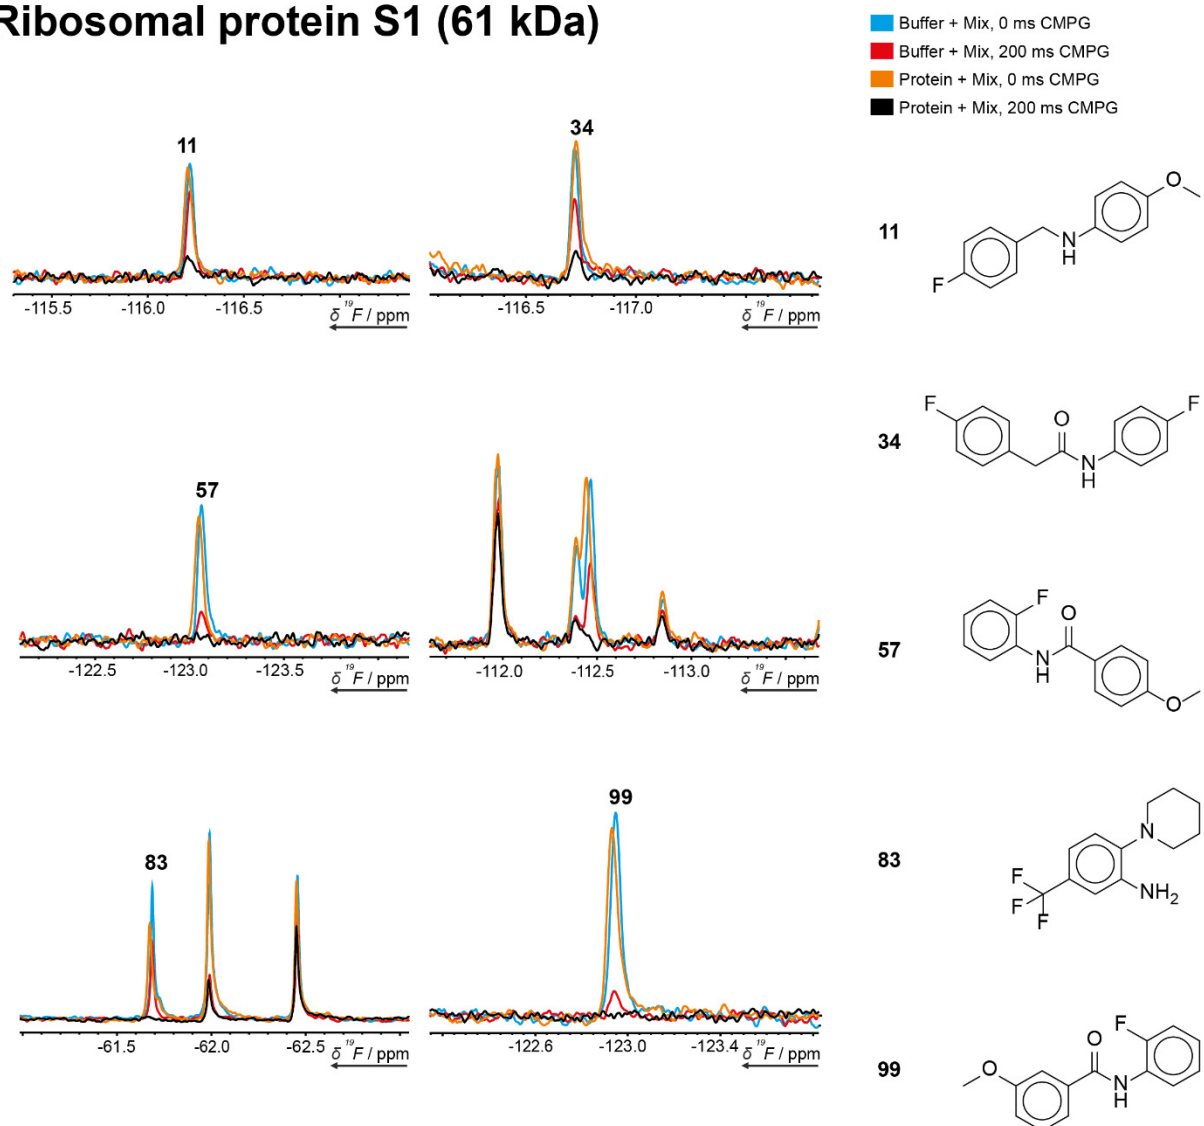 Ribosomal protein S1 (61 kDa)
Buffer + Mix, 0 ms CMPG
Buffer + Mix, 200 ms CMPG
Protein + Mix, 0 ms CMPG
Protein + Mix, 200 ms CMPG
11
34
-115.5 -116.0 -116.5
δ 19F / ppm
-116.5 -117.0
δ 19F / ppm
11
O
N
H
F
34
F
O
F
N
H
57
-122.5 -123.0 -123.5
δ 19F / ppm
-112.0 -112.5 -113.0
δ 19F / ppm
57
F
O
N
H
O
83
99
-61.5 -62.0 -62.5
δ 19F / ppm
-122.6 -123.0 -123.4
δ 19F / ppm
83
N
F
F
F
NH2
99
F
O
O
N
H